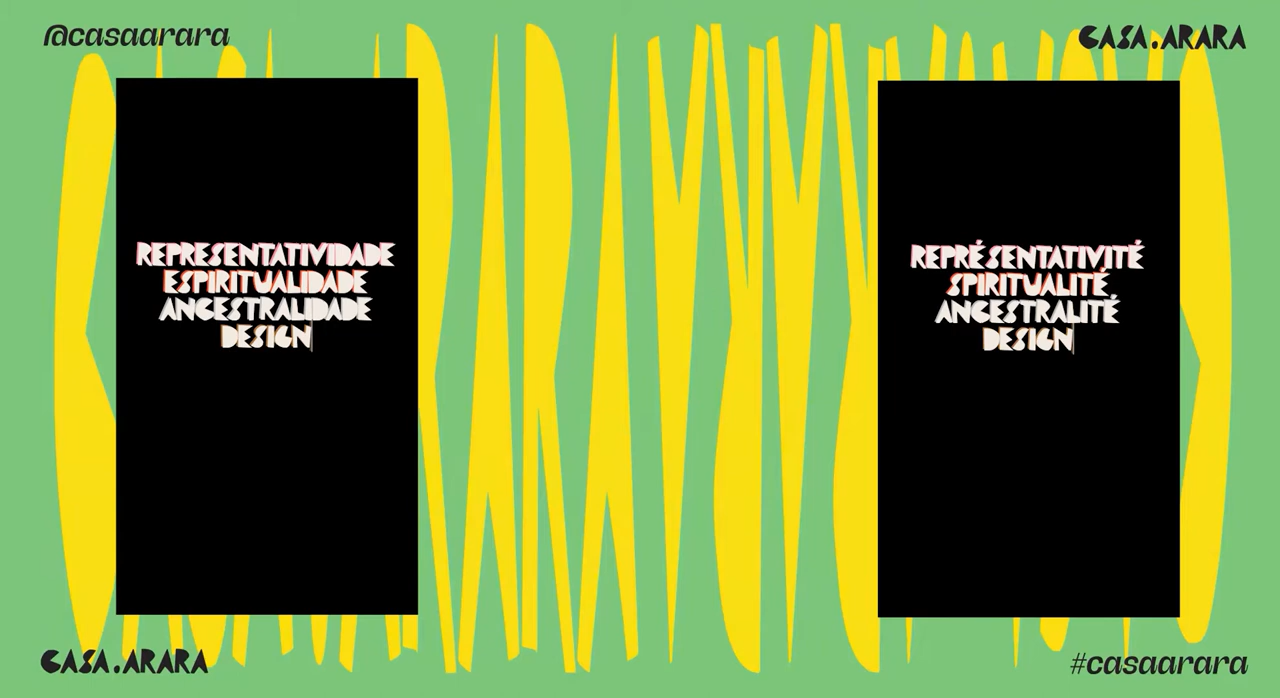 @casaarara
CASA.ARARA
REPRESENTATIVIDADE
ESPIRITUALIDADE
ANCESTRALIDADE
DESIGN
REPRÉSENTATIVITÉ
SPIRITUALITÉ
ANCESTRALITÉ
DESIGN
CASA.ARARA
#casaarara